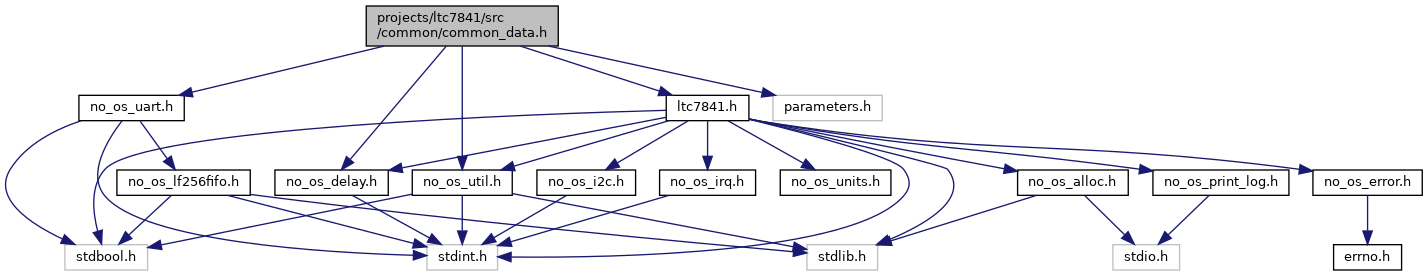 projects/ltc7841/src
/common/common_data.h
no_os_uart.h
ltc7841.h
parameters.h
no_os_lf256fifo.h
no_os_delay.h
no_os_util.h
no_os_i2c.h
no_os_irq.h
no_os_units.h
no_os_alloc.h
no_os_print_log.h
no_os_error.h
stdbool.h
stdint.h
stdlib.h
stdio.h
errno.h